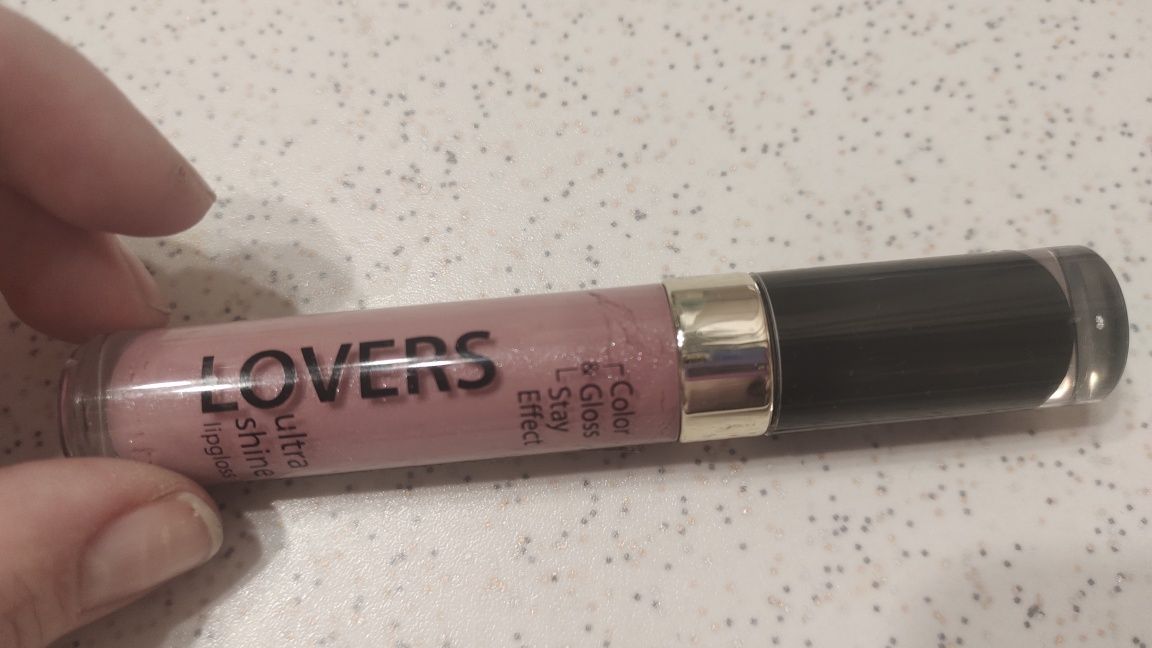 LOVERS
ultra
shine
lipgloss
Color
& Gloss
L-Stay
Effect